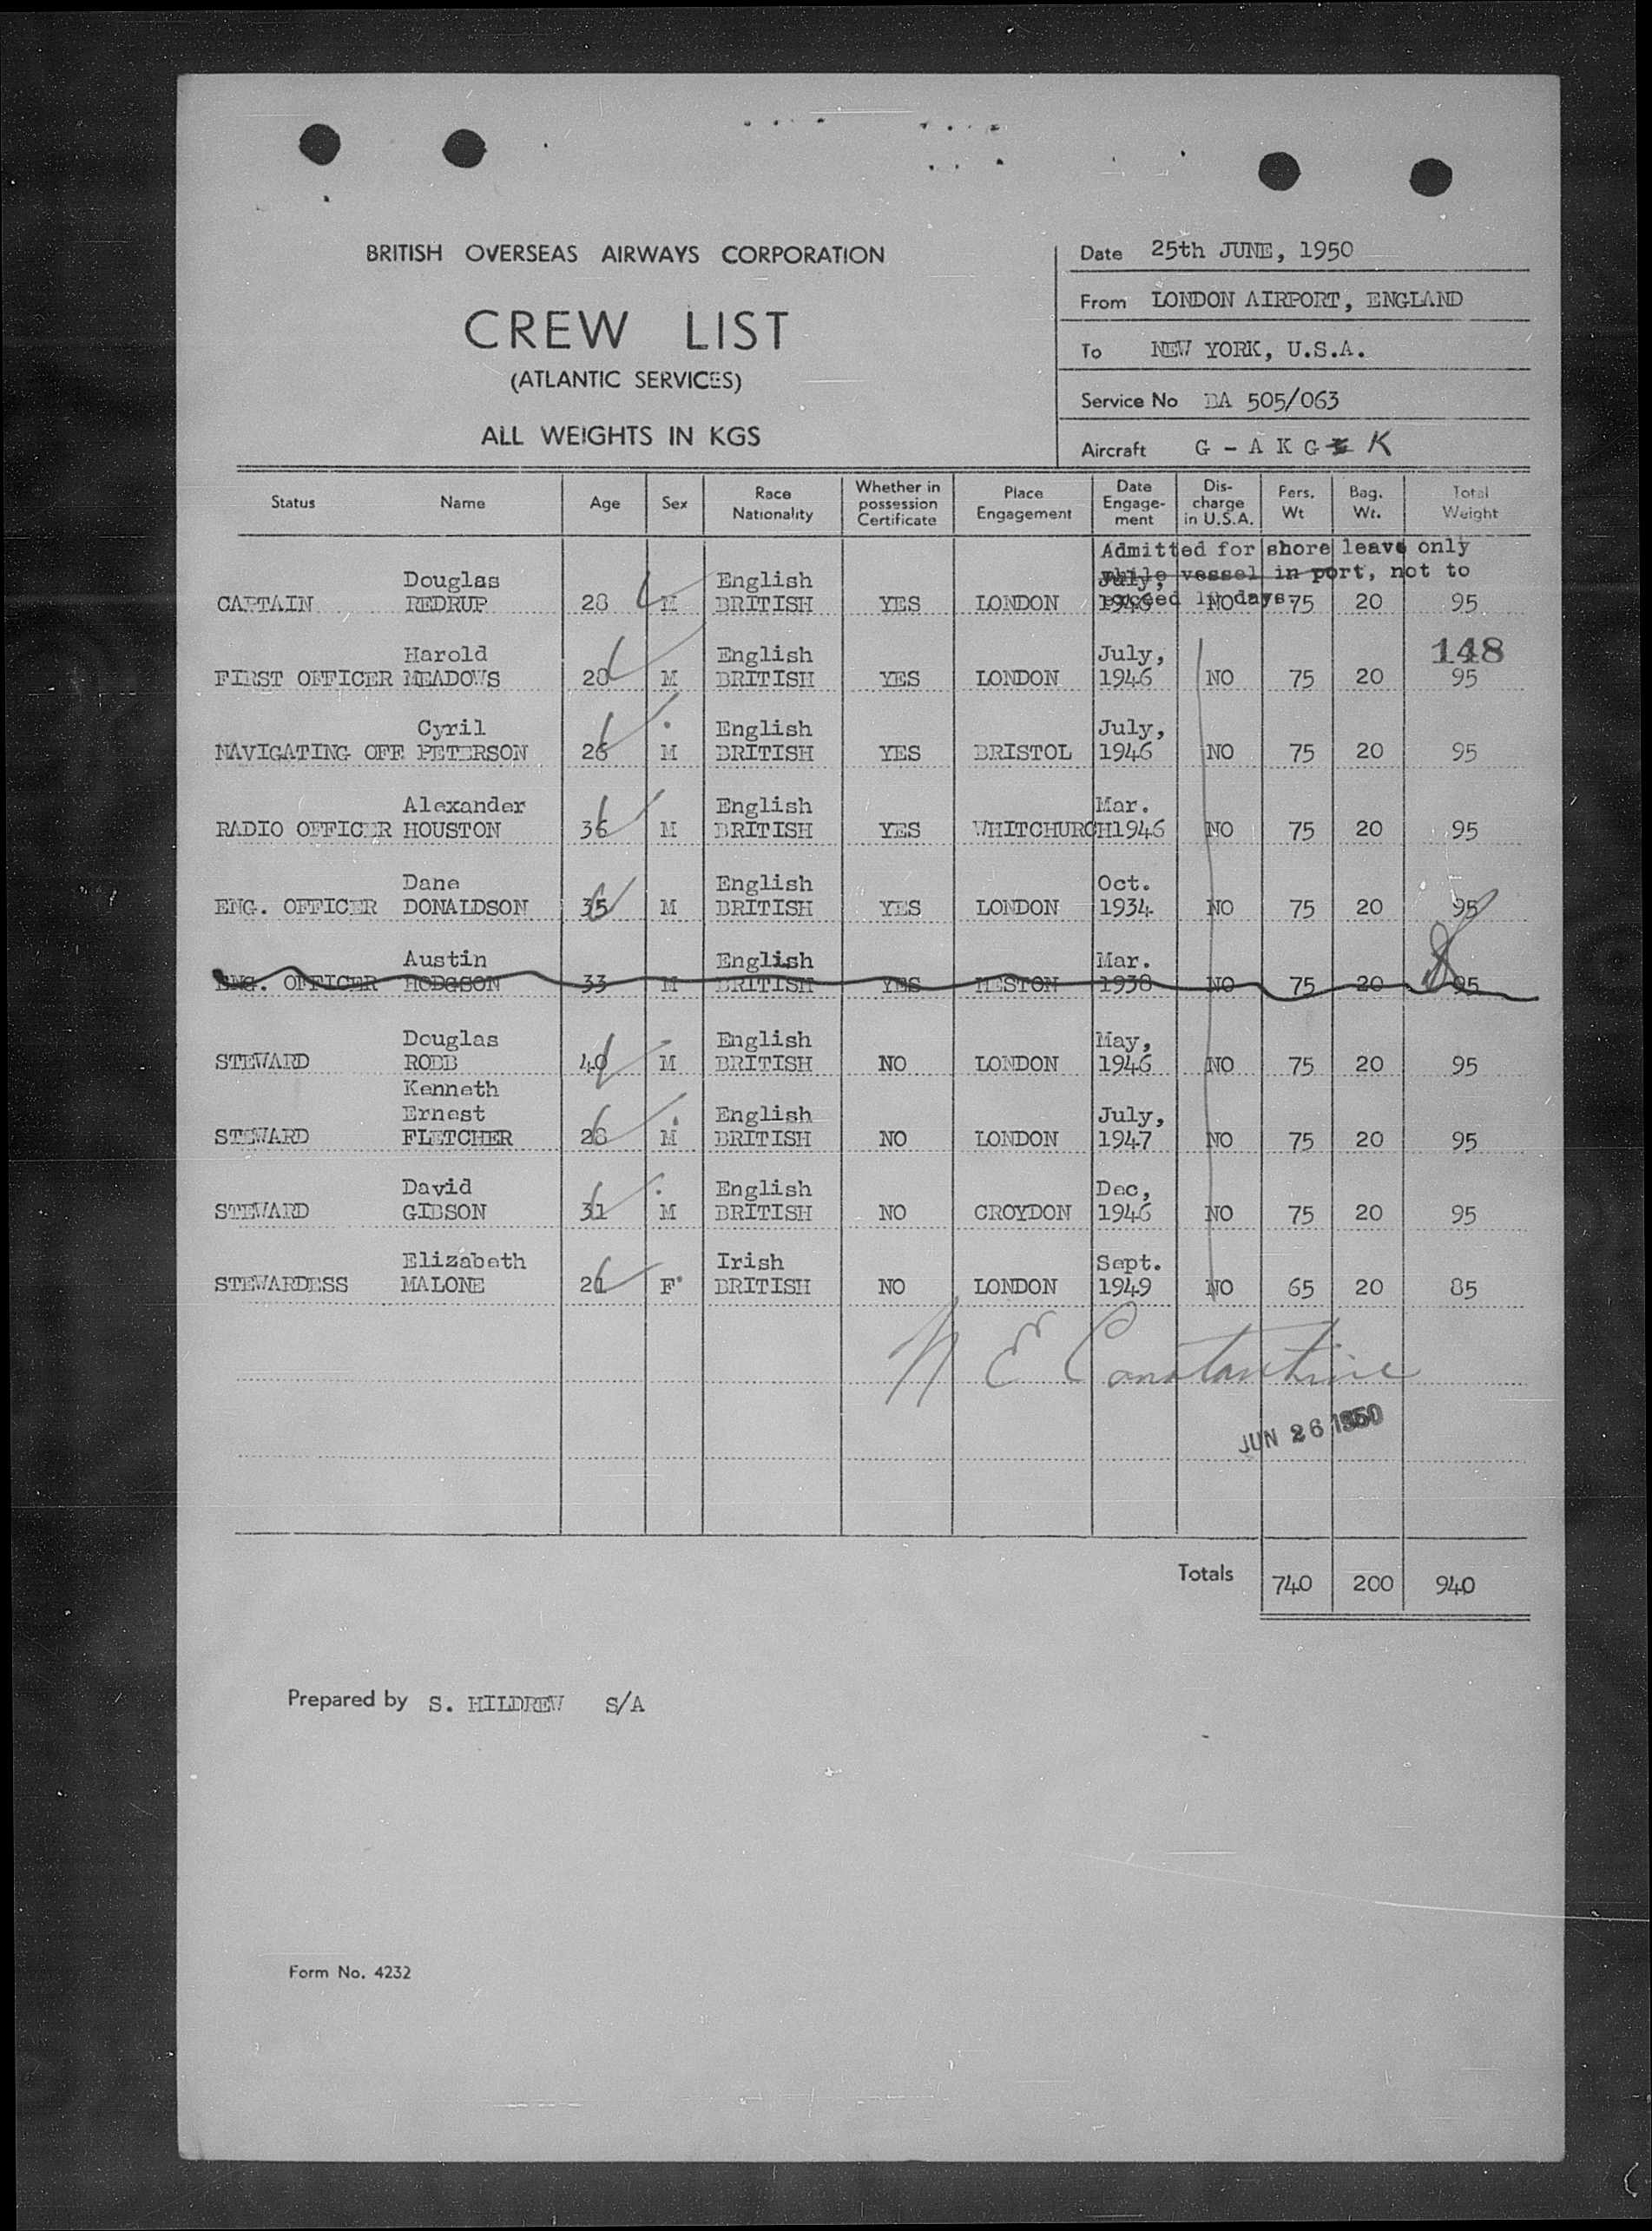 BRITISH OVERSEAS AIRWAYS CORPORATION
CREW LIST
(ATLANTIC SERVICES)
ALL WEIGHTS IN KGS
Date 25th JUNE, 1950
From LONDON AIRPORT, ENGLAND
To NEW YORK, U.S.A.
Service No BA 505/063
Aircraft G - A K G K
Status Name Age Sex Race Nationality Whether in possession Certificate Place Engagement Date Engage-ment Dis-charge in U.S.A. Pers. Wt Bag. Wt. Total Weight
Admitted for shore leave only
while vessel in port, not to
exceed days
Douglas English July,
CAPTAIN REDRUP 28 M BRITISH YES LONDON 1946 NO 75 20 95
148
Harold English July,
FIRST OFFICER MEADOWS 28 M BRITISH YES LONDON 1946 NO 75 20 95
Cyril English July,
NAVIGATING OFF. PETERSON 26 M BRITISH YES BRISTOL 1946 NO 75 20 95
Alexander English Mar.
RADIO OFFICER HOUSTON 36 M BRITISH YES WHITCHURCH 1946 NO 75 20 95
Dane English Oct.
ENG. OFFICER DONALDSON 35 M BRITISH YES LONDON 1934 NO 75 20 95
Austin English Mar.
ENG. OFFICER HODGSON 33 M BRITISH YES HESTON 1938 NO 75 20 95
Douglas English May,
STEWARD ROBB 40 M BRITISH NO LONDON 1946 NO 75 20 95
Kenneth
Ernest English July,
STEWARD FLETCHER 28 M BRITISH NO LONDON 1947 NO 75 20 95
David English Dec,
STEWARD GIBSON 31 M BRITISH NO CROYDON 1946 NO 75 20 95
Elizabeth Irish Sept.
STEWARDESS MALONE 21 F BRITISH NO LONDON 1949 NO 65 20 85
N E Constantine
JUN 26 1950
Totals 740 200 940
Prepared by S. HILDREW S/A
Form No. 4232